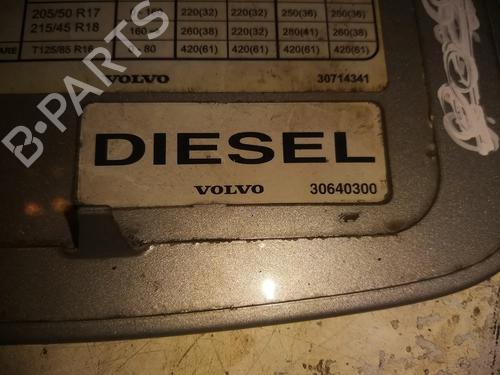 205/50 R17 160 220(32) 220(32) 250(36) 250(36)
215/45 R18 160 260(38) 220(32) 280(41) 260(38)
T125/85 R16 80 420(61) 420(61) 420(61) 420(61)
VOLVO 30714341
B-PARTS
DIESEL
VOLVO 30640300